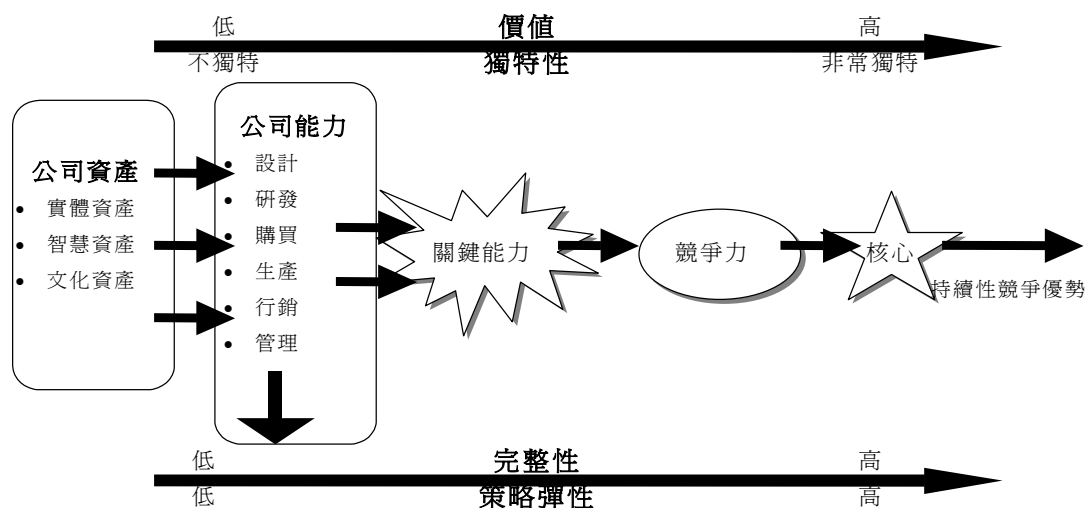 低 價值 高
不獨特 獨特性 非常獨特
公司資產
• 實體資產
• 智慧資產
• 文化資產
公司能力
• 設計
• 研發
• 購買
• 生產
• 行銷
• 管理
關鍵能力
競爭力
核心
持續性競爭優勢
低 完整性 高
低 策略彈性 高